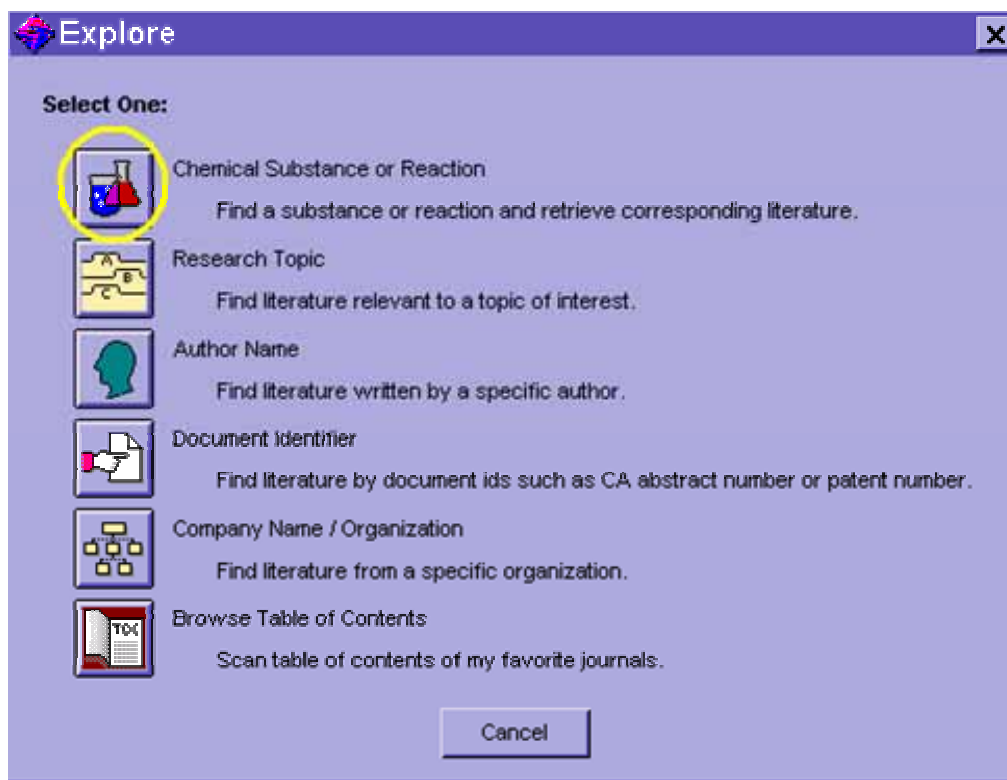 Explore
Select One:
Chemical Substance or Reaction
Find a substance or reaction and retrieve corresponding literature.
A
B
C
Research Topic
Find literature relevant to a topic of interest.
Author Name
Find literature written by a specific author.
Document Identifier
Find literature by document ids such as CA abstract number or patent number.
Company Name / Organization
Find literature from a specific organization.
TOC
Browse Table of Contents
Scan table of contents of my favorite journals.
Cancel